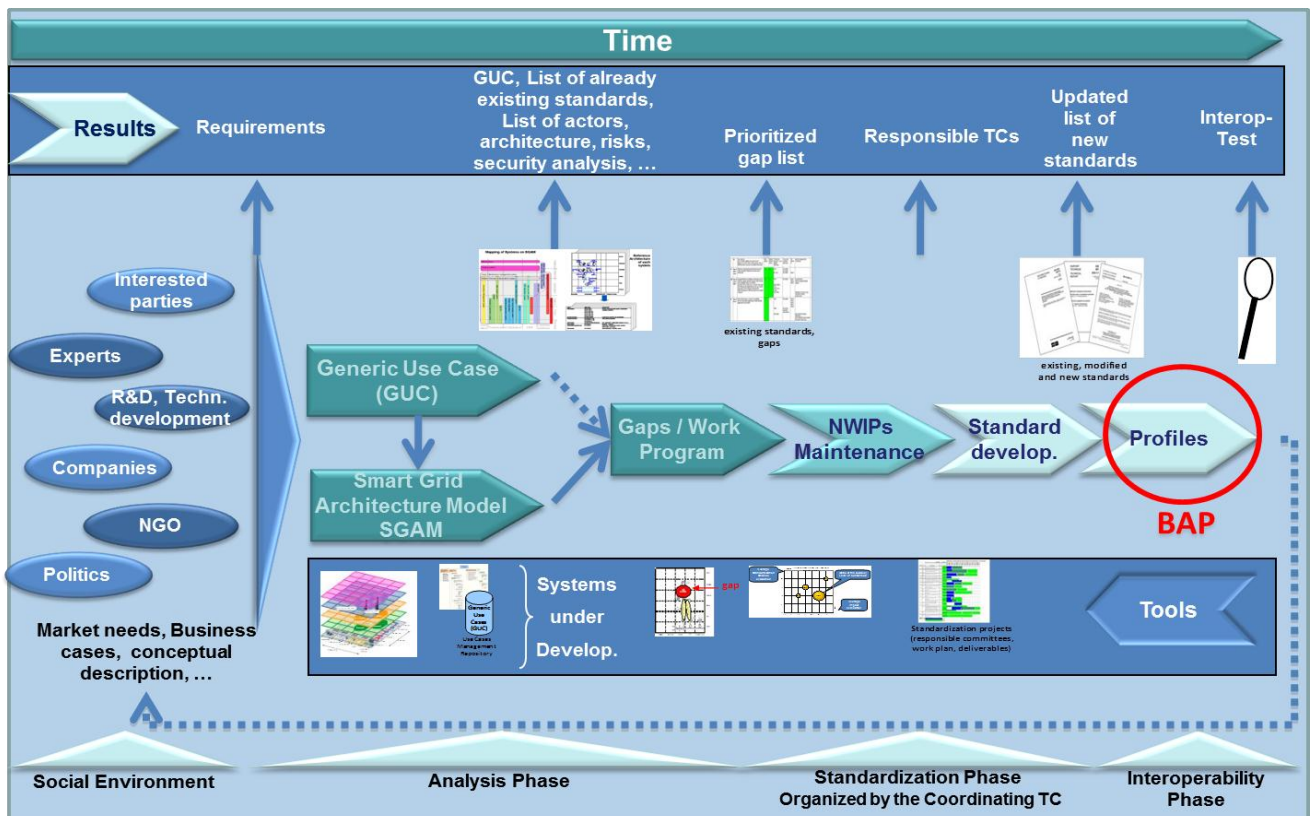 Time
Results
Requirements
GUC, List of already
existing standards,
List of actors,
architecture, risks,
security analysis, ...
Prioritized
gap list
Responsible TCs
Updated
list of
new
standards
Interop-
Test
Mapping of Systems on SGAM
existing standards,
gaps
existing, modified
and new standards
Interested
parties
Experts
R&D, Techn.
development
Companies
NGO
Politics
Market needs, Business
cases, conceptual
description, ...
Generic Use Case
(GUC)
Smart Grid
Architecture Model
SGAM
Gaps / Work
Program
NWIPs
Maintenance
Standard
develop.
Profiles
BAP
Generic
Use
Cases
(GUC)
Use Cases
Management
Repository
Systems
under
Develop.
gap
Standardization projects
(responsible committees,
work plan, deliverables)
Tools
Social Environment
Analysis Phase
Standardization Phase
Organized by the Coordinating TC
Interoperability
Phase